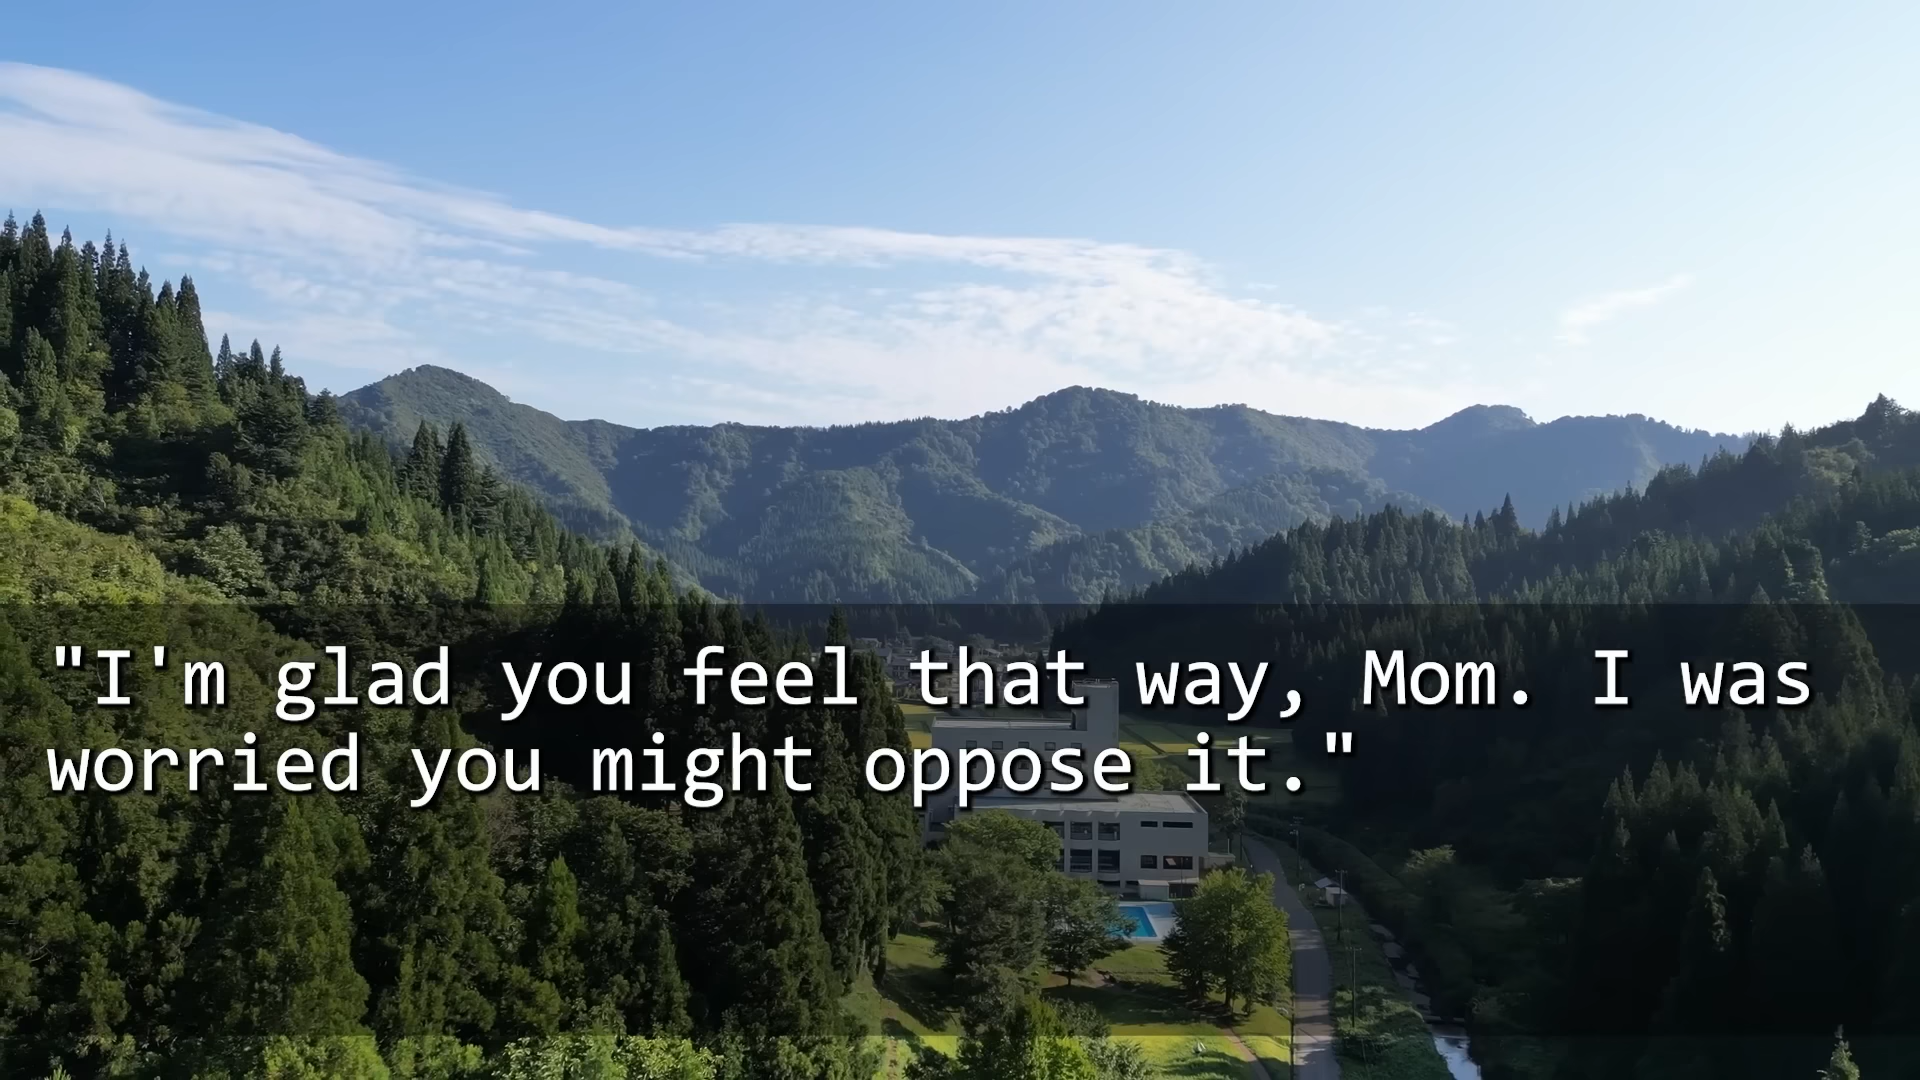 "I'm glad you feel that way, Mom. I was
worried you might oppose it."